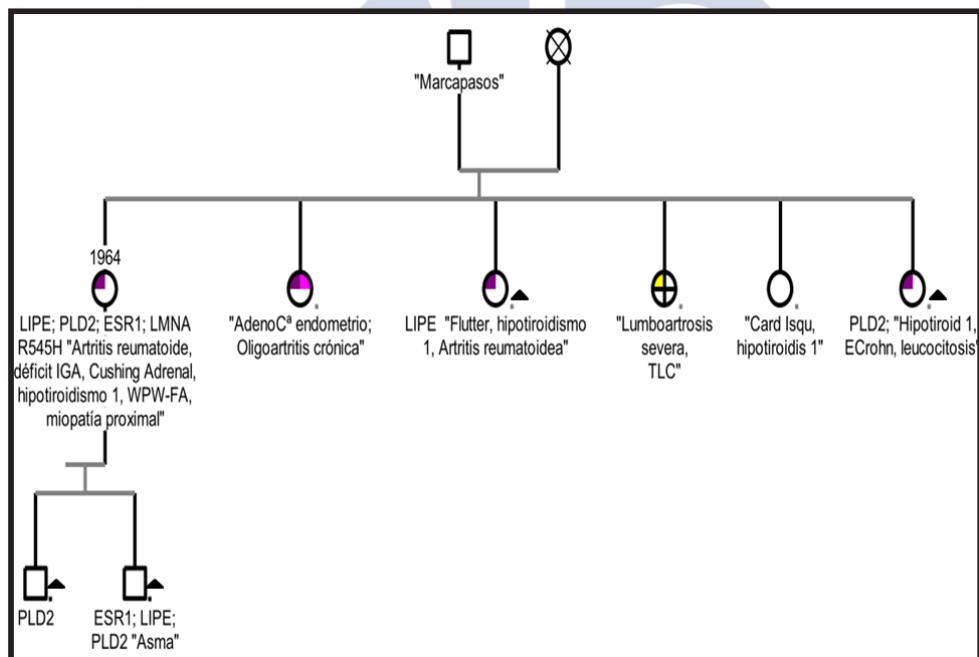 "Marcapasos"
1964
LIPE; PLD2; ESR1; LMNA
R545H "Artritis reumatoide,
déficit IGA, Cushing Adrenal,
hipotiroidismo 1, WPW-FA,
miopatía proximal"
"AdenoCª endometrio;
Oligoartritis crónica"
LIPE "Flutter, hipotiroidismo
1, Artritis reumatoidea"
"Lumboartrosis
severa,
TLC"
"Card Isqu,
hipotiroidis 1"
PLD2; "Hipotiroid 1,
ECrohn, leucocitosis"
PLD2
ESR1; LIPE;
PLD2 "Asma"